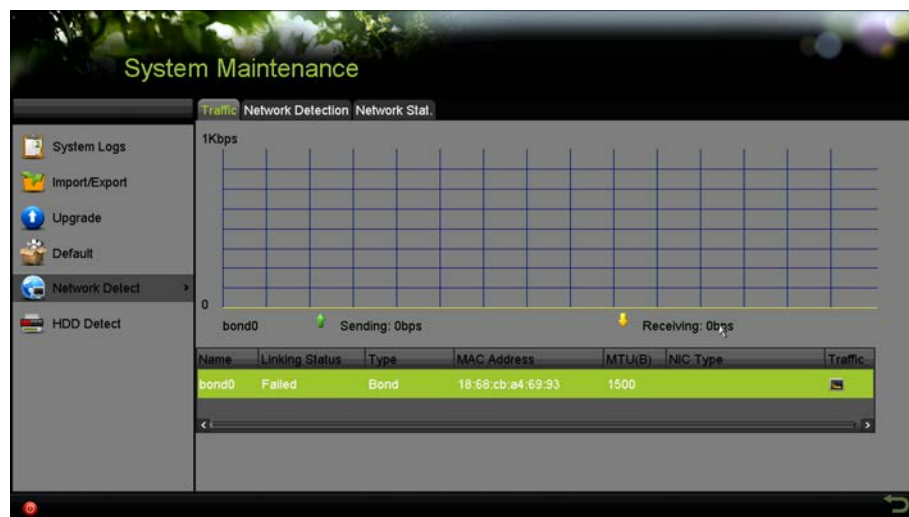 System Maintenance
Traffic Network Detection Network Stat.
System Logs
Import/Export
Upgrade
Default
Network Detect
HDD Detect
1Kbps
0
bond0 Sending: 0bps Receiving: 0bps
Name Linking Status Type MAC Address MTU(B) NIC Type Traffic
bond0 Failed Bond 18:68:cb:a4:69:93 1500